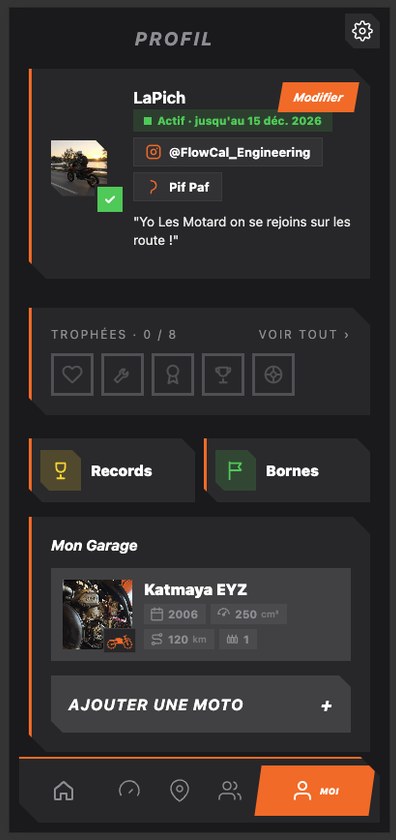 PROFIL
LaPich
Modifier
Actif · jusqu'au 15 déc. 2026
@FlowCal_Engineering
Pif Paf
"Yo Les Motard on se rejoins sur les
route !"
TROPHÉES · 0 / 8
VOIR TOUT ›
Records
Bornes
Mon Garage
Katmaya EYZ
2006
250 cm³
120 km
1
AJOUTER UNE MOTO +
MOI